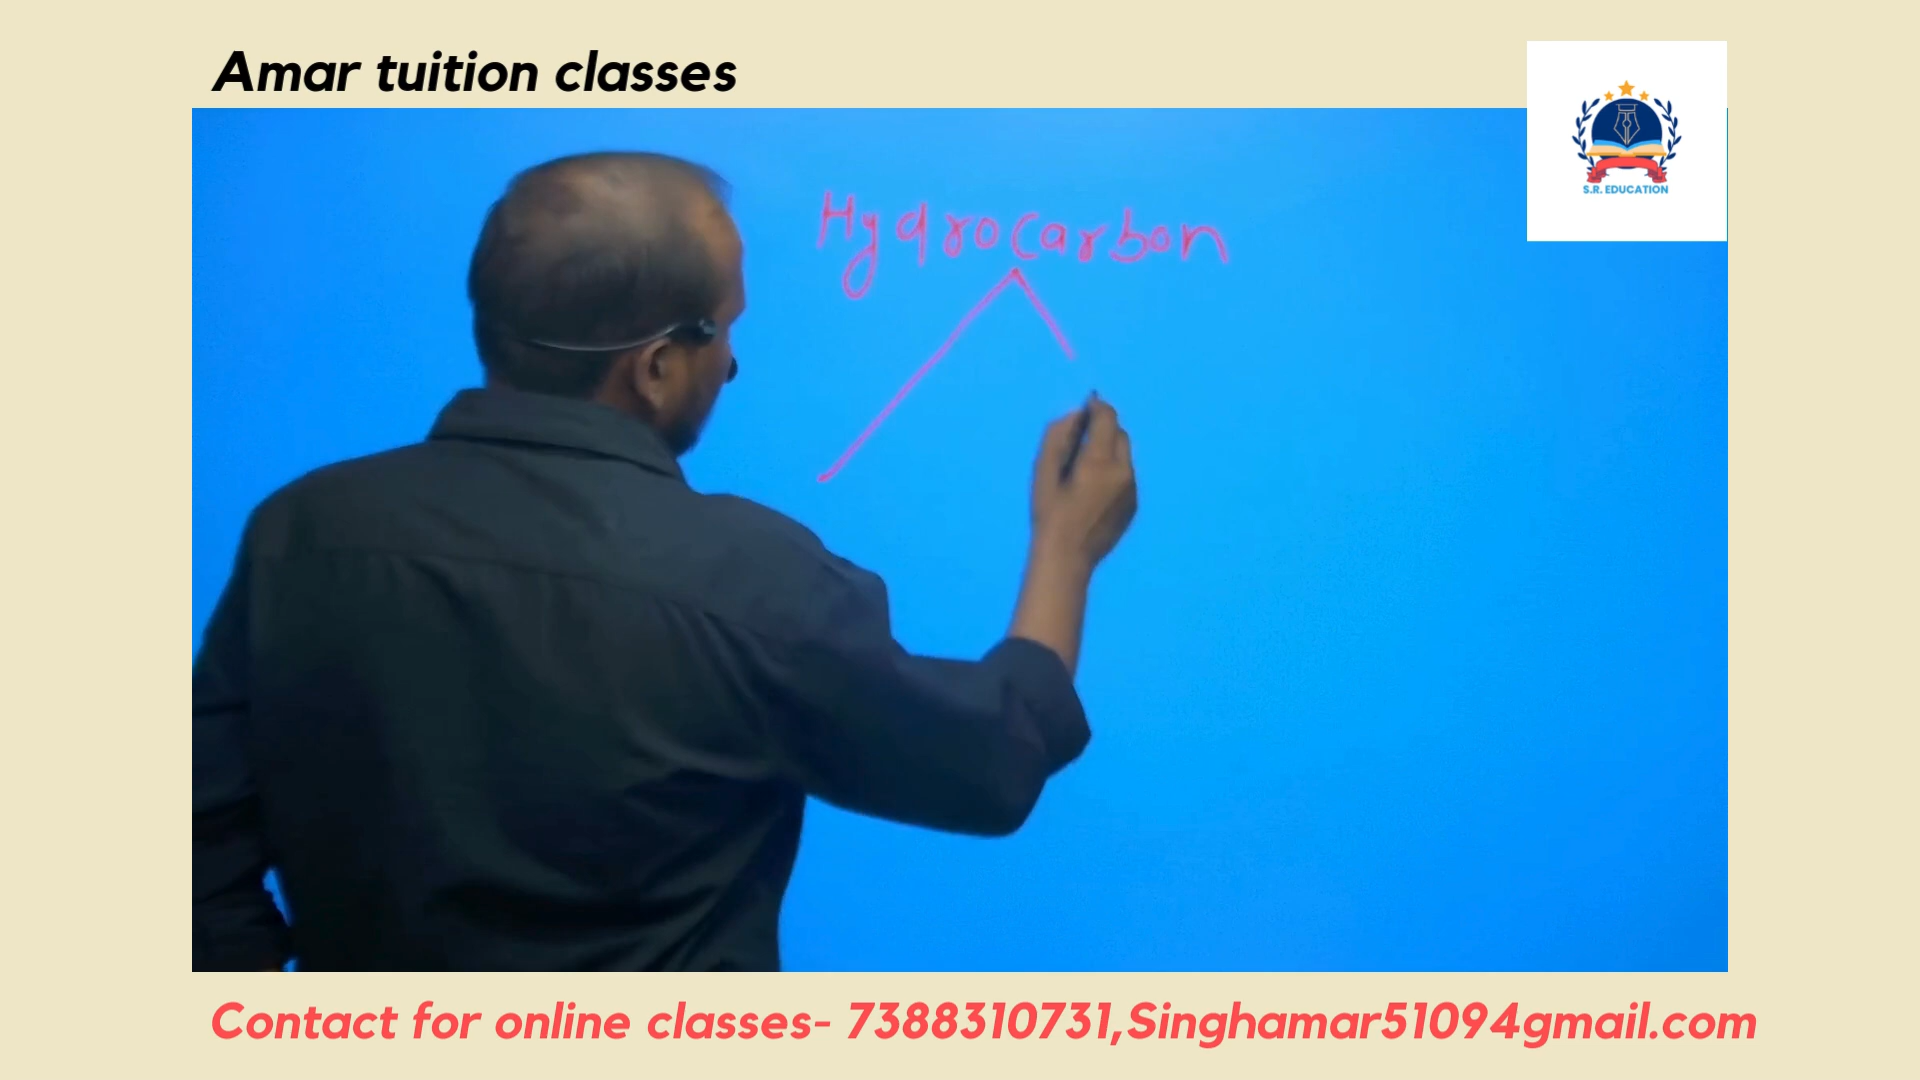 Amar tuition classes
S.R. EDUCATION
Hydrocarbon
Contact for online classes- 7388310731,Singhamar51094gmail.com